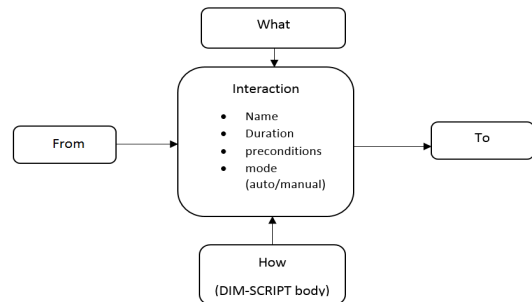 What
Interaction
• Name
• Duration
• preconditions
• mode
(auto/manual)
From
To
How
(DIM-SCRIPT body)